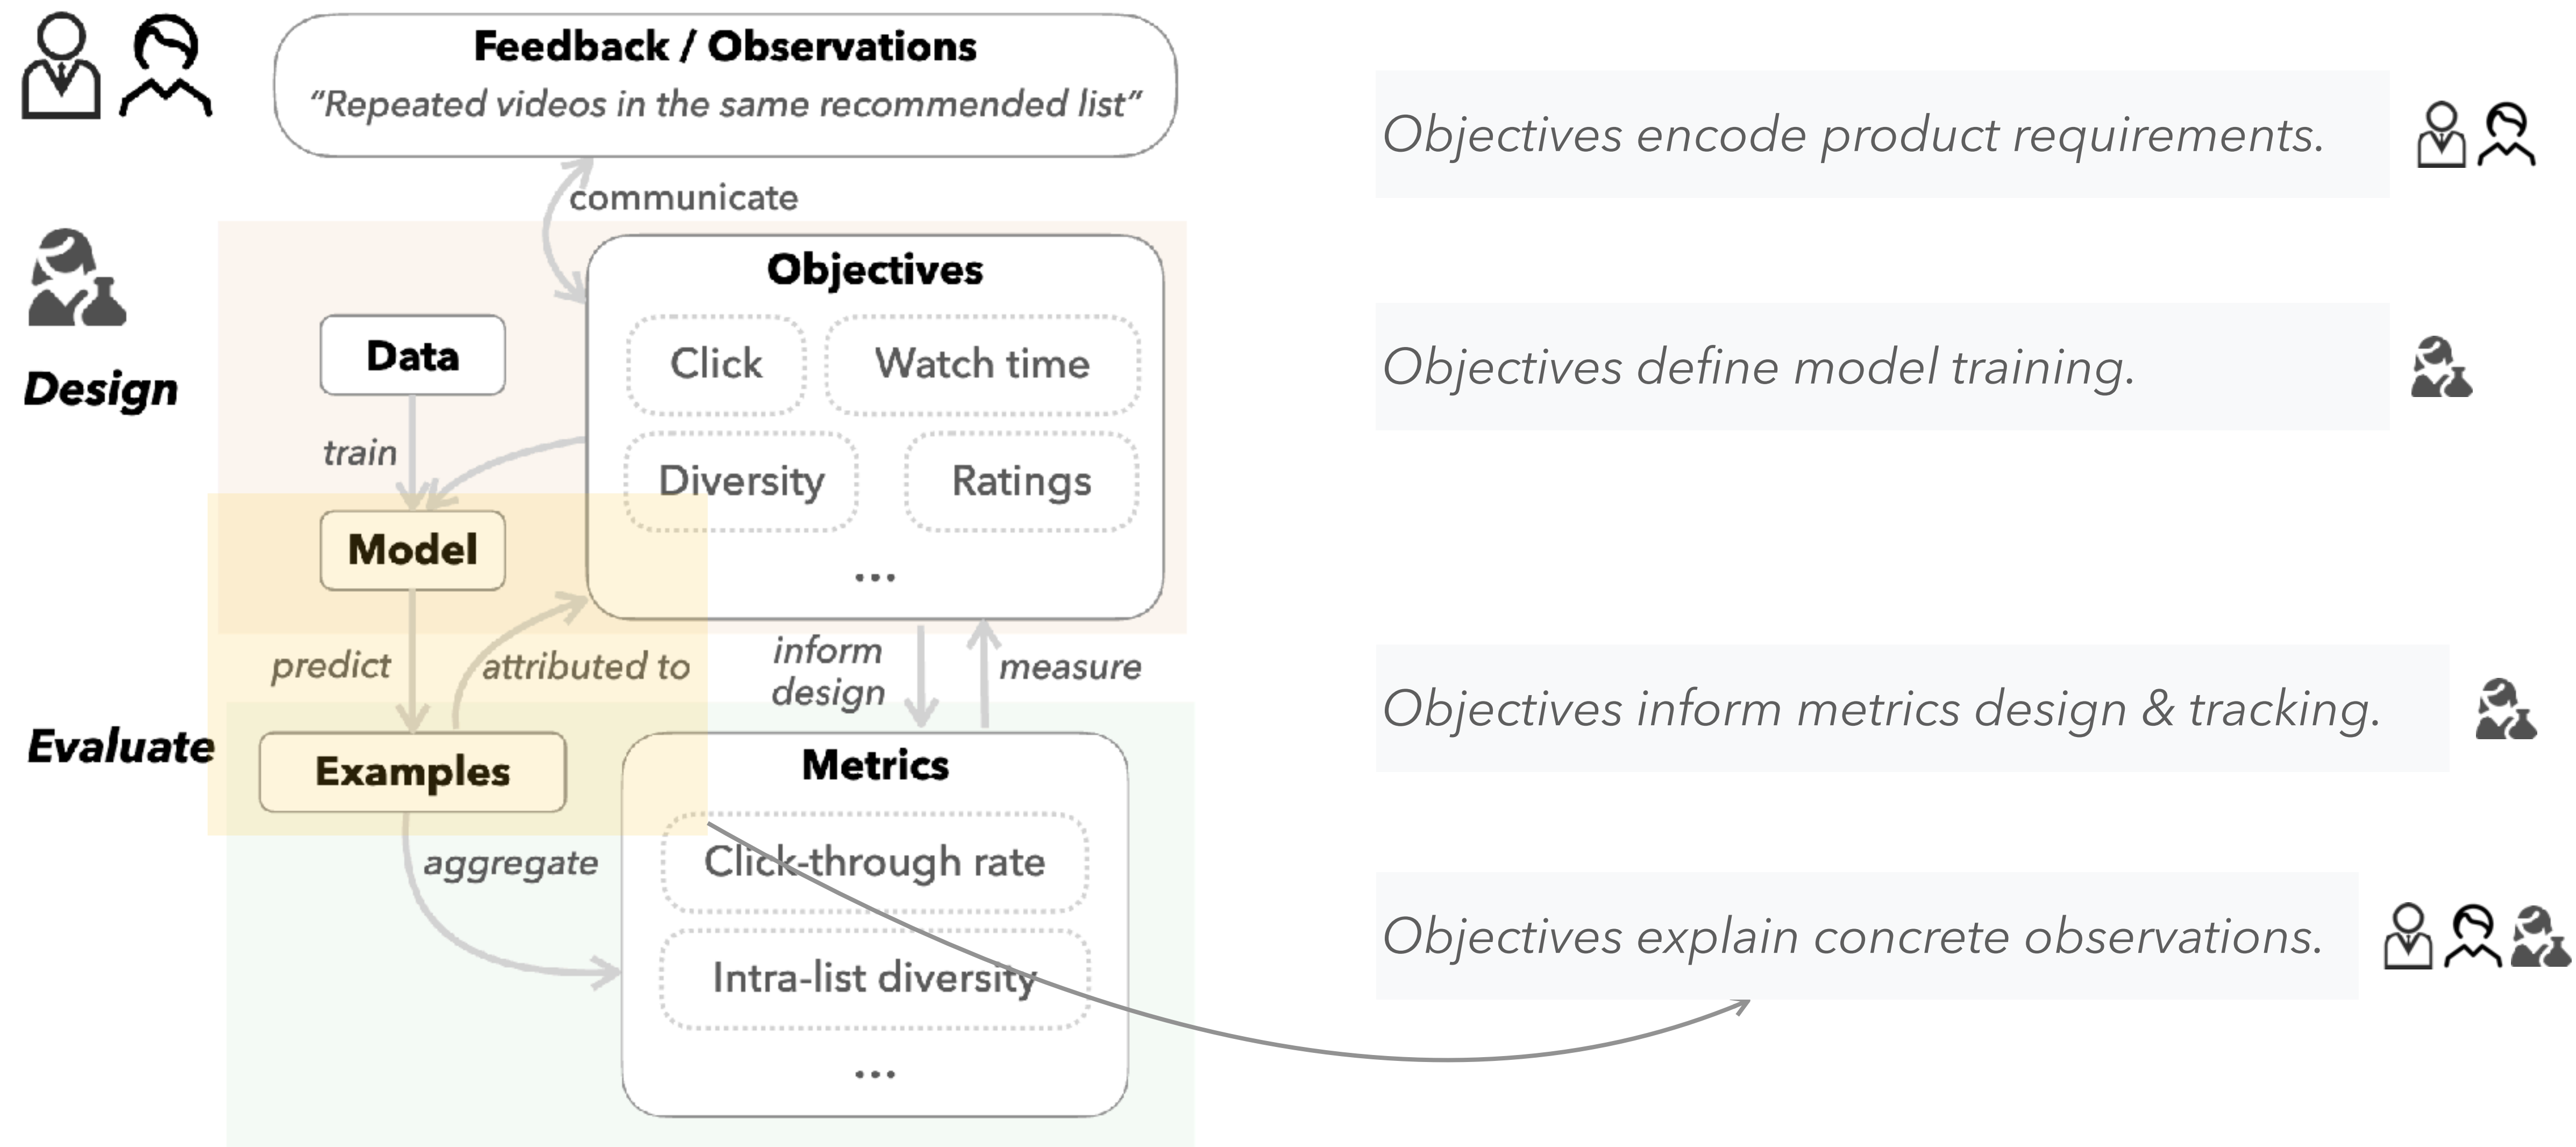 Feedback / Observations
“Repeated videos in the same recommended list”
communicate
Objectives encode product requirements.
Design
Data
train
Model
Objectives
Click
Watch time
Diversity
Ratings
...
Objectives define model training.
predict
attributed to
inform
design
measure
Objectives inform metrics design & tracking.
Evaluate
Examples
aggregate
Metrics
Click-through rate
Intra-list diversity
...
Objectives explain concrete observations.